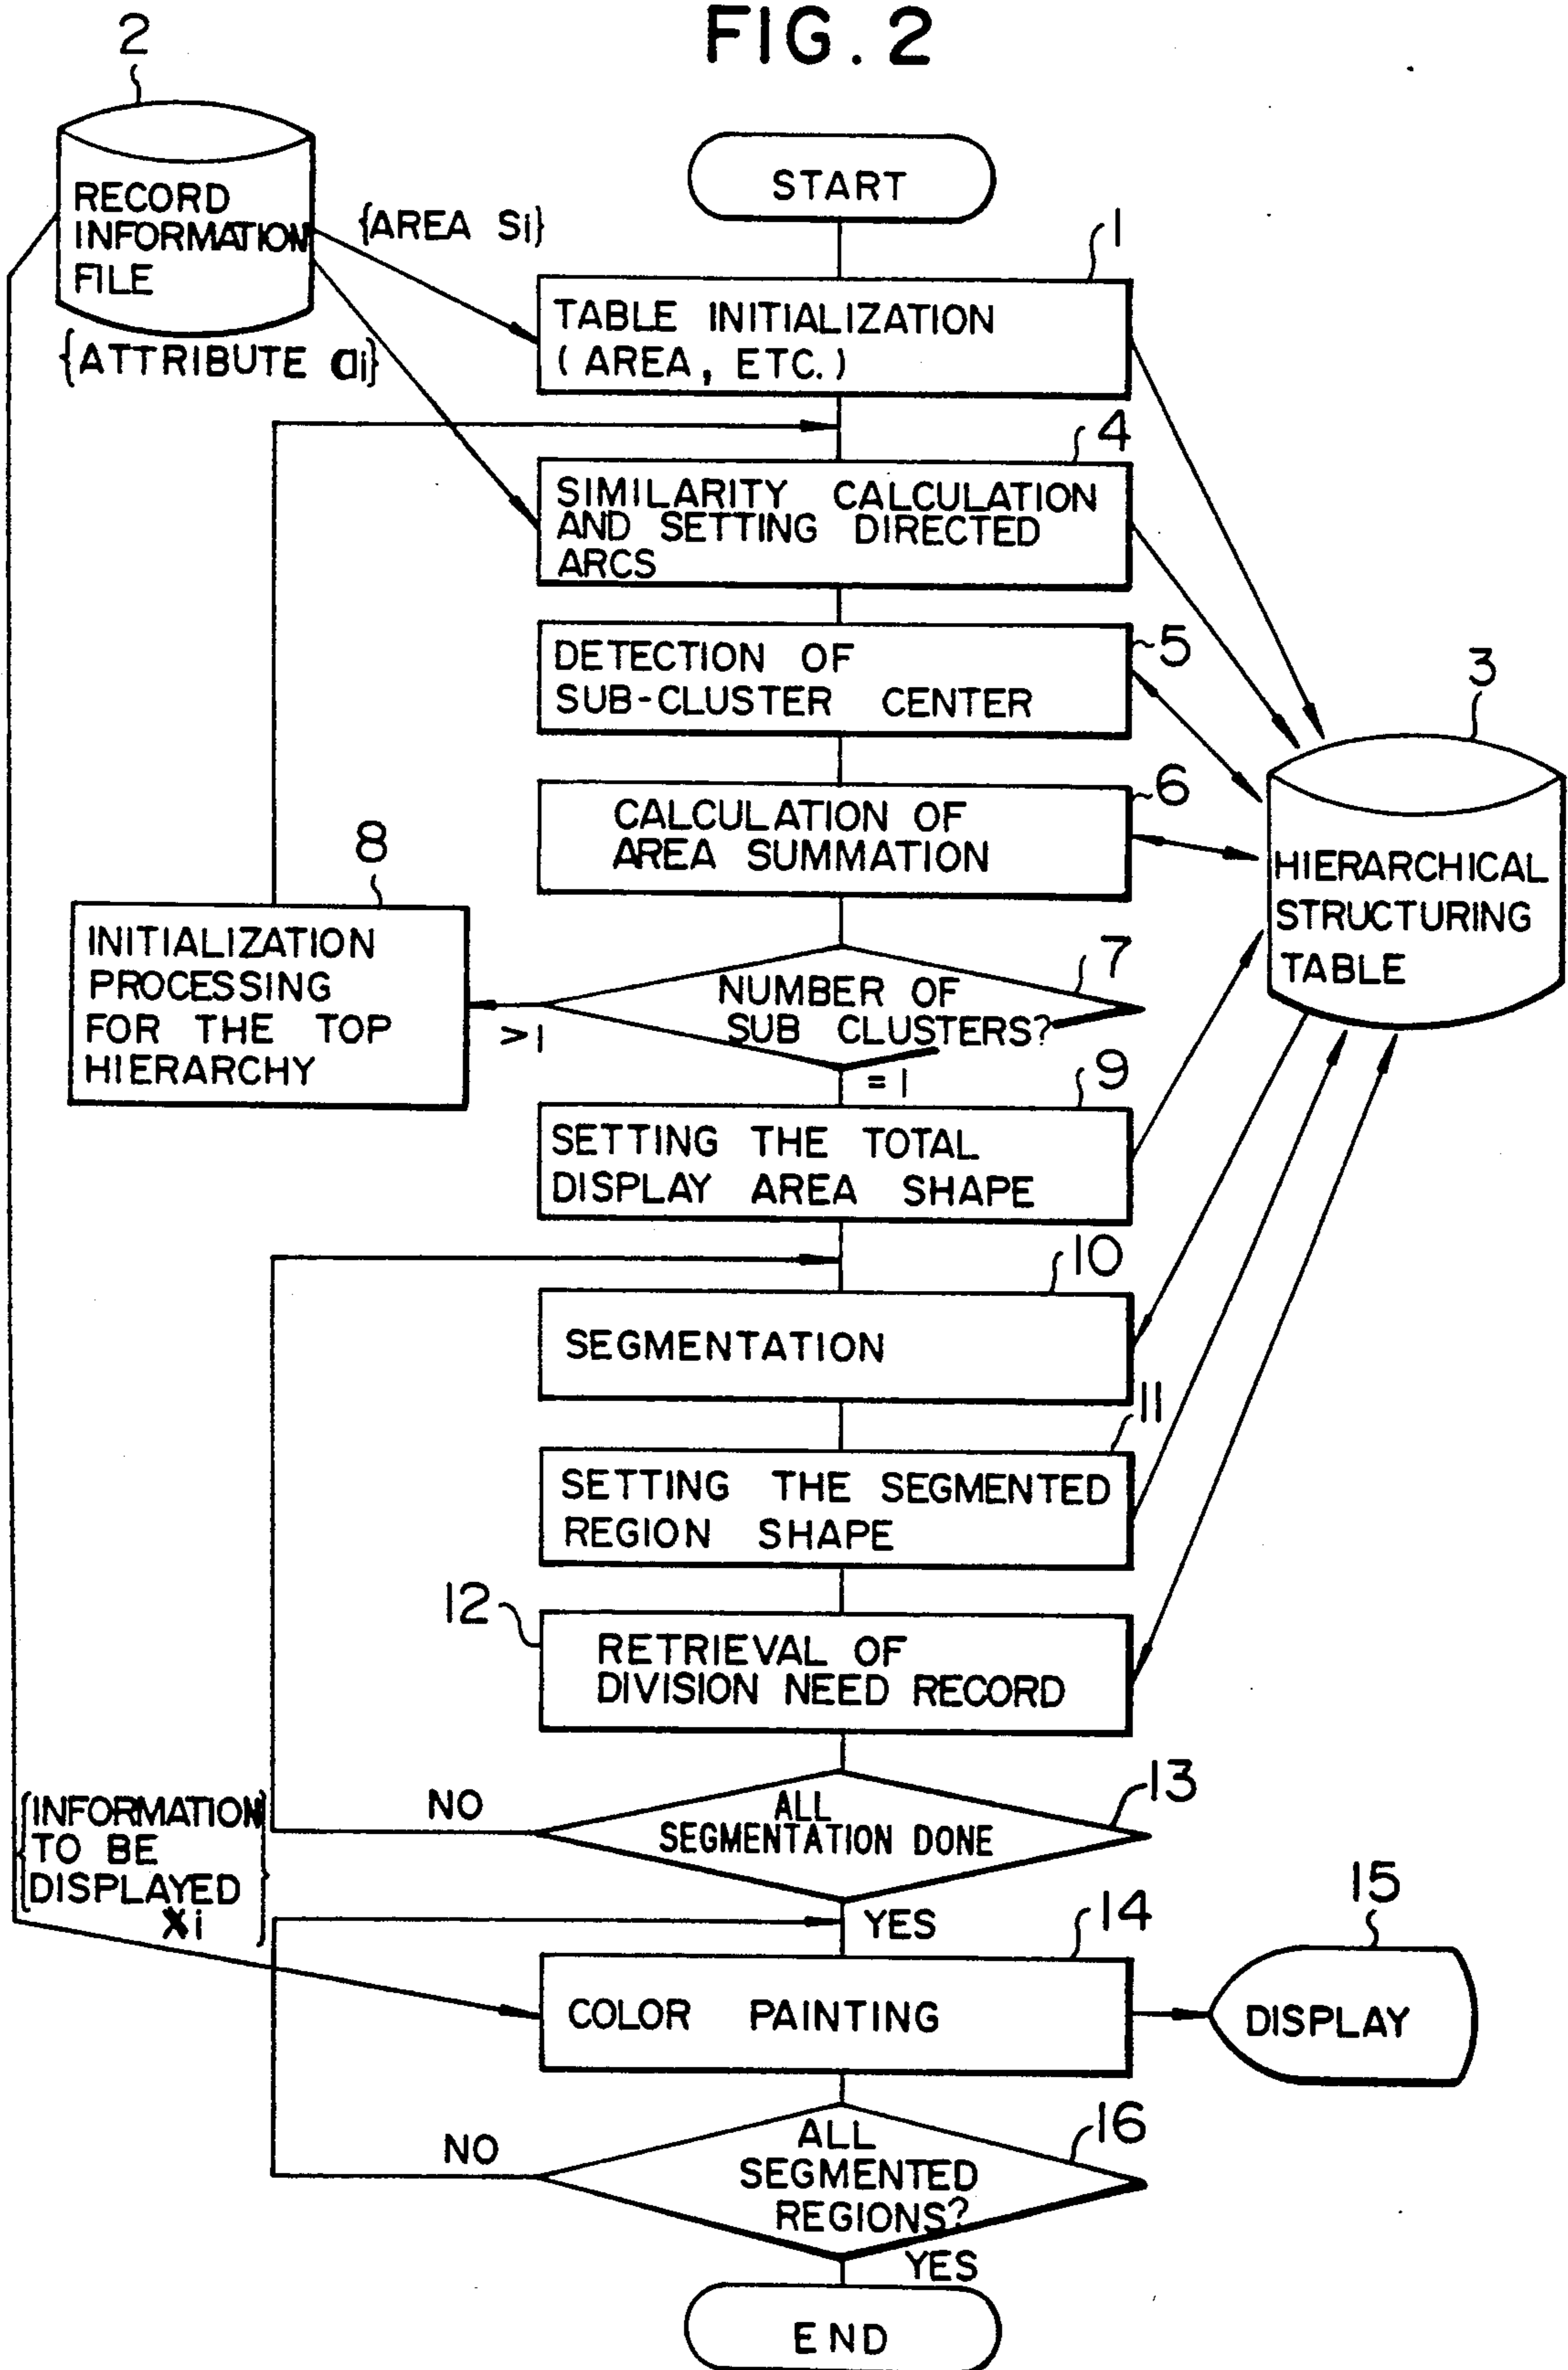 FIG. 2
2
RECORD
INFORMATION
FILE
{AREA Si}
{ATTRIBUTE ai}
START
1
TABLE INITIALIZATION
(AREA, ETC.)
4
SIMILARITY CALCULATION
AND SETTING DIRECTED
ARCS
5
DETECTION OF
SUB-CLUSTER CENTER
3
HIERARCHICAL
STRUCTURING
TABLE
6
CALCULATION OF
AREA SUMMATION
8
INITIALIZATION
PROCESSING
FOR THE TOP
HIERARCHY
7
NUMBER OF
SUB CLUSTERS?
>1
=1
9
SETTING THE TOTAL
DISPLAY AREA SHAPE
10
SEGMENTATION
11
SETTING THE SEGMENTED
REGION SHAPE
12
RETRIEVAL OF
DIVISION NEED RECORD
13
ALL
SEGMENTATION DONE
NO
YES
{INFORMATION
TO BE
DISPLAYED
Xi}
14
COLOR PAINTING
15
DISPLAY
16
ALL
SEGMENTED
REGIONS?
NO
YES
END